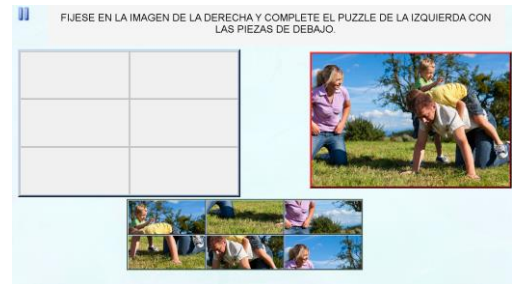 FIJESE EN LA IMAGEN DE LA DERECHA Y COMPLETE EL PUZZLE DE LA IZQUIERDA CON
LAS PIEZAS DE DEBAJO.